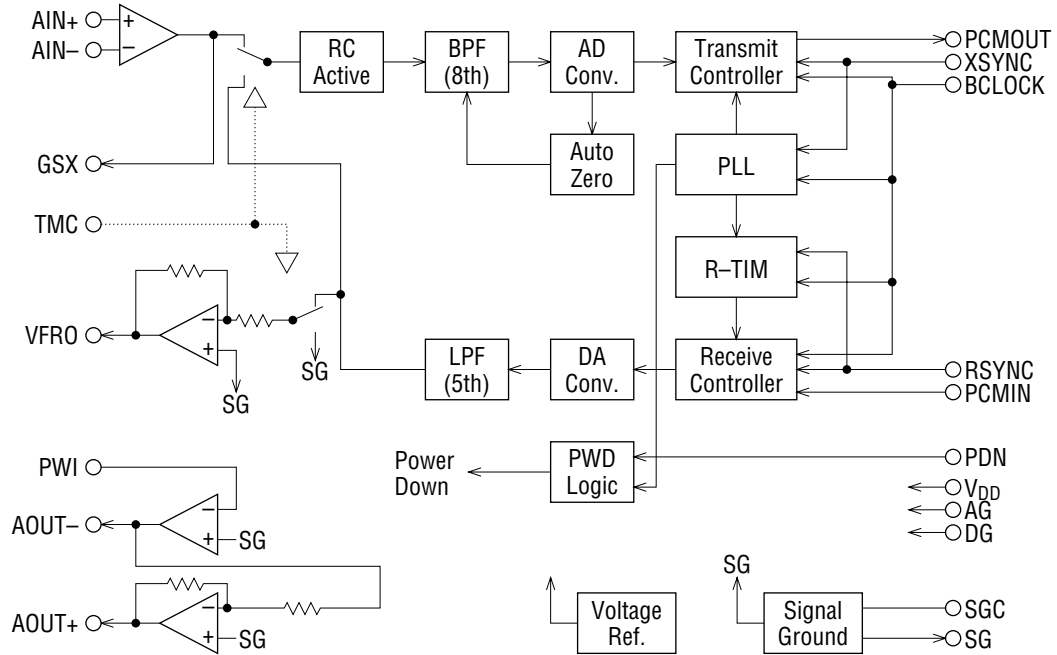 AIN+
AIN–
GSX
TMC
VFRO
PWI
AOUT–
AOUT+
RC
Active
BPF
(8th)
AD
Conv.
Transmit
Controller
Auto
Zero
PLL
R–TIM
LPF
(5th)
DA
Conv.
Receive
Controller
SG
SG
SG
SG
Power
Down
PWD
Logic
Voltage
Ref.
SG
Signal
Ground
PCMOUT
XSYNC
BCLOCK
RSYNC
PCMIN
PDN
VDD
AG
DG
SGC
SG